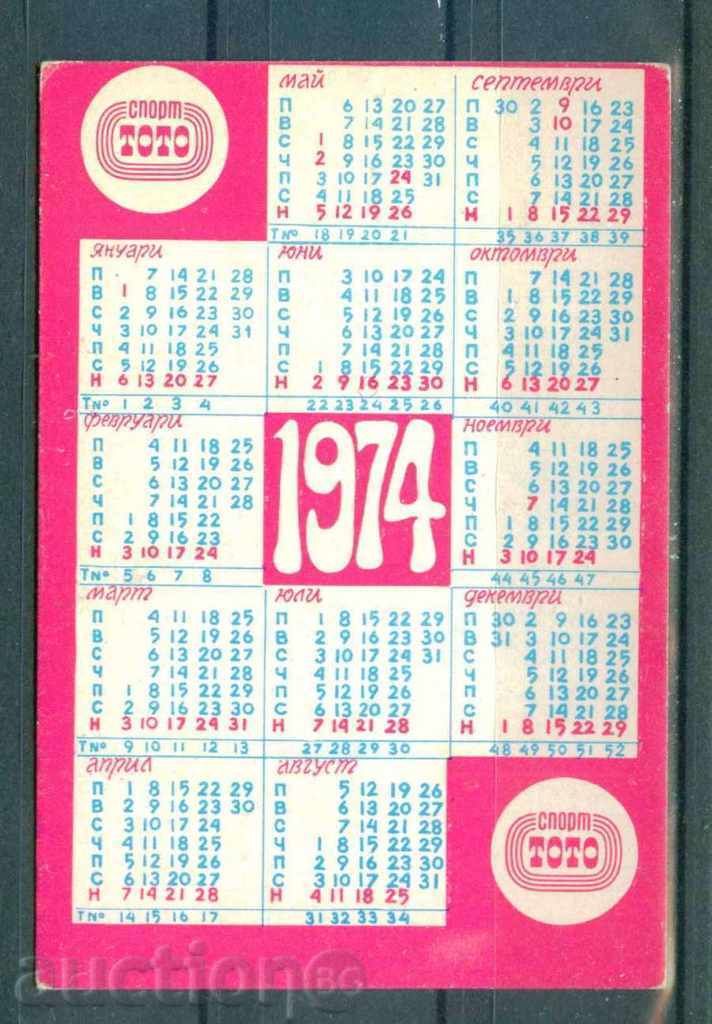 спорт
ТОТО
май
П 6 13 20 27
В 7 14 21 28
С 1 8 15 22 29
Ч 2 9 16 23 30
П 3 10 17 24 31
С 4 11 18 25
Н 5 12 19 26
Т№ 18 19 20 21
септември
П 30 2 9 16 23
В 3 10 17 24
С 4 11 18 25
Ч 5 12 19 26
П 6 13 20 27
С 7 14 21 28
Н 1 8 15 22 29
35 36 37 38 39
януари
П 7 14 21 28
В 1 8 15 22 29
С 2 9 16 23 30
Ч 3 10 17 24 31
П 4 11 18 25
С 5 12 19 26
Н 6 13 20 27
Т№ 1 2 3 4
юни
П 3 10 17 24
В 4 11 18 25
С 5 12 19 26
Ч 6 13 20 27
П 7 14 21 28
С 1 8 15 22 29
Н 2 9 16 23 30
22 23 24 25 26
октомври
П 7 14 21 28
В 1 8 15 22 29
С 2 9 16 23 30
Ч 3 10 17 24 31
П 4 11 18 25
С 5 12 19 26
Н 6 13 20 27
40 41 42 43
февруари
П 4 11 18 25
В 5 12 19 26
С 6 13 20 27
Ч 7 14 21 28
П 1 8 15 22
С 2 9 16 23
Н 3 10 17 24
Т№ 5 6 7 8
1974
ноември
П 4 11 18 25
В 5 12 19 26
С 6 13 20 27
Ч 7 14 21 28
П 1 8 15 22 29
С 2 9 16 23 30
Н 3 10 17 24
44 45 46 47
март
П 4 11 18 25
В 5 12 19 26
С 6 13 20 27
Ч 7 14 21 28
П 1 8 15 22 29
С 2 9 16 23 30
Н 3 10 17 24 31
Т№ 9 10 11 12 13
юли
П 1 8 15 22 29
В 2 9 16 23 30
С 3 10 17 24 31
Ч 4 11 18 25
П 5 12 19 26
С 6 13 20 27
Н 7 14 21 28
27 28 29 30
декември
П 30 2 9 16 23
В 31 3 10 17 24
С 4 11 18 25
Ч 5 12 19 26
П 6 13 20 27
С 7 14 21 28
Н 1 8 15 22 29
48 49 50 51 52
април
П 1 8 15 22 29
В 2 9 16 23 30
С 3 10 17 24
Ч 4 11 18 25
П 5 12 19 26
С 6 13 20 27
Н 7 14 21 28
Т№ 14 15 16 17
август
П 5 12 19 26
В 6 13 20 27
С 7 14 21 28
Ч 1 8 15 22 29
П 2 9 16 23 30
С 3 10 17 24 31
Н 4 11 18 25
31 32 33 34
спорт
ТОТО
auctionBG